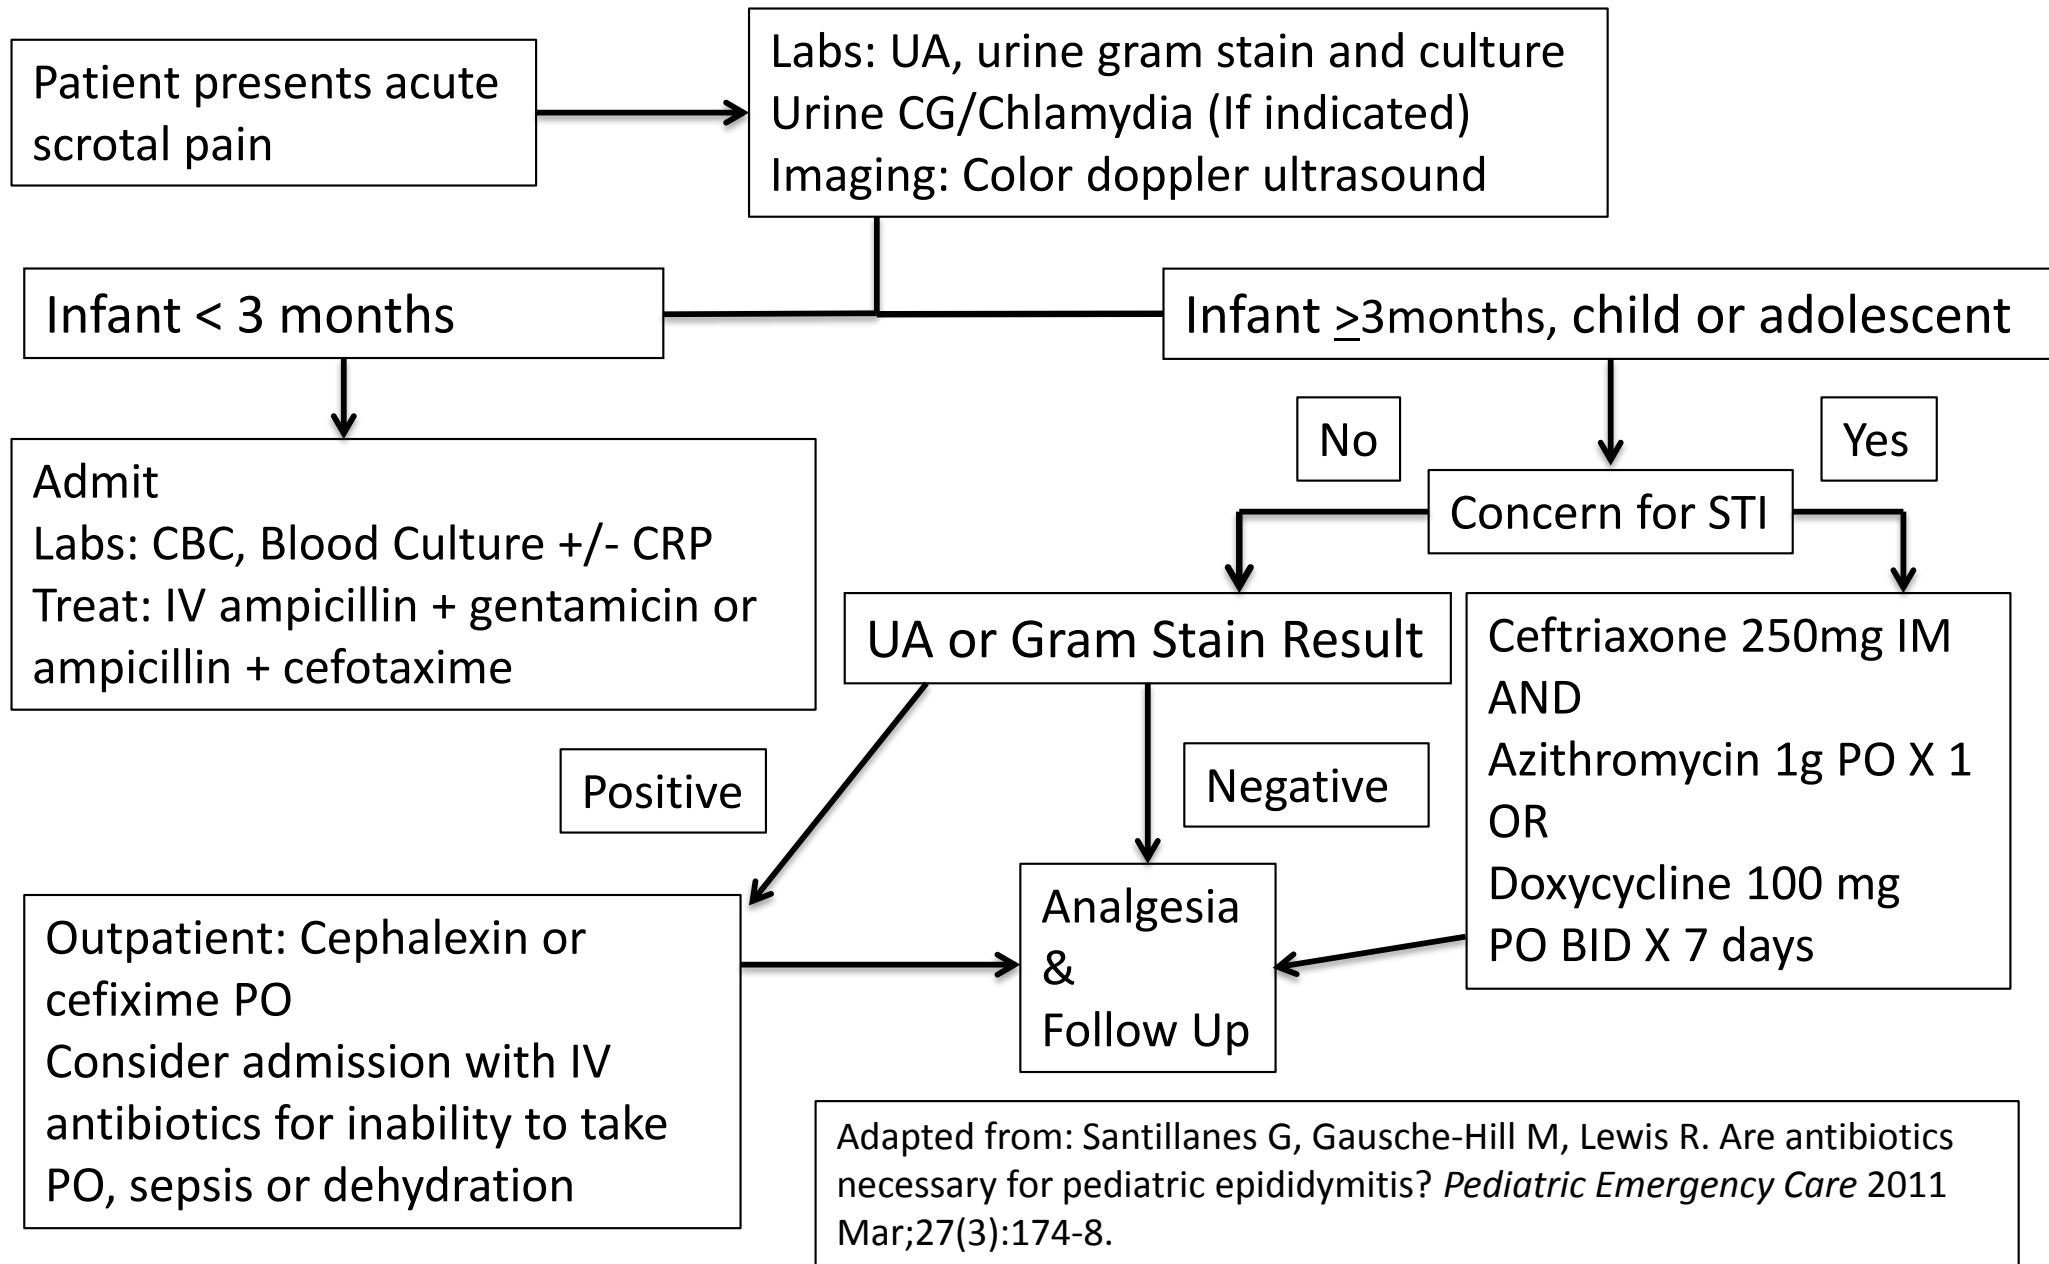 Patient presents acute
scrotal pain
Labs: UA, urine gram stain and culture
Urine CG/Chlamydia (If indicated)
Imaging: Color doppler ultrasound
Infant < 3 months
Infant ≥3months, child or adolescent
Admit
Labs: CBC, Blood Culture +/- CRP
Treat: IV ampicillin + gentamicin or
ampicillin + cefotaxime
No
Yes
Concern for STI
UA or Gram Stain Result
Ceftriaxone 250mg IM
AND
Azithromycin 1g PO X 1
OR
Doxycycline 100 mg
PO BID X 7 days
Positive
Negative
Outpatient: Cephalexin or
cefixime PO
Consider admission with IV
antibiotics for inability to take
PO, sepsis or dehydration
Analgesia
&
Follow Up
Adapted from: Santillanes G, Gausche-Hill M, Lewis R. Are antibiotics
necessary for pediatric epididymitis? Pediatric Emergency Care 2011
Mar;27(3):174-8.